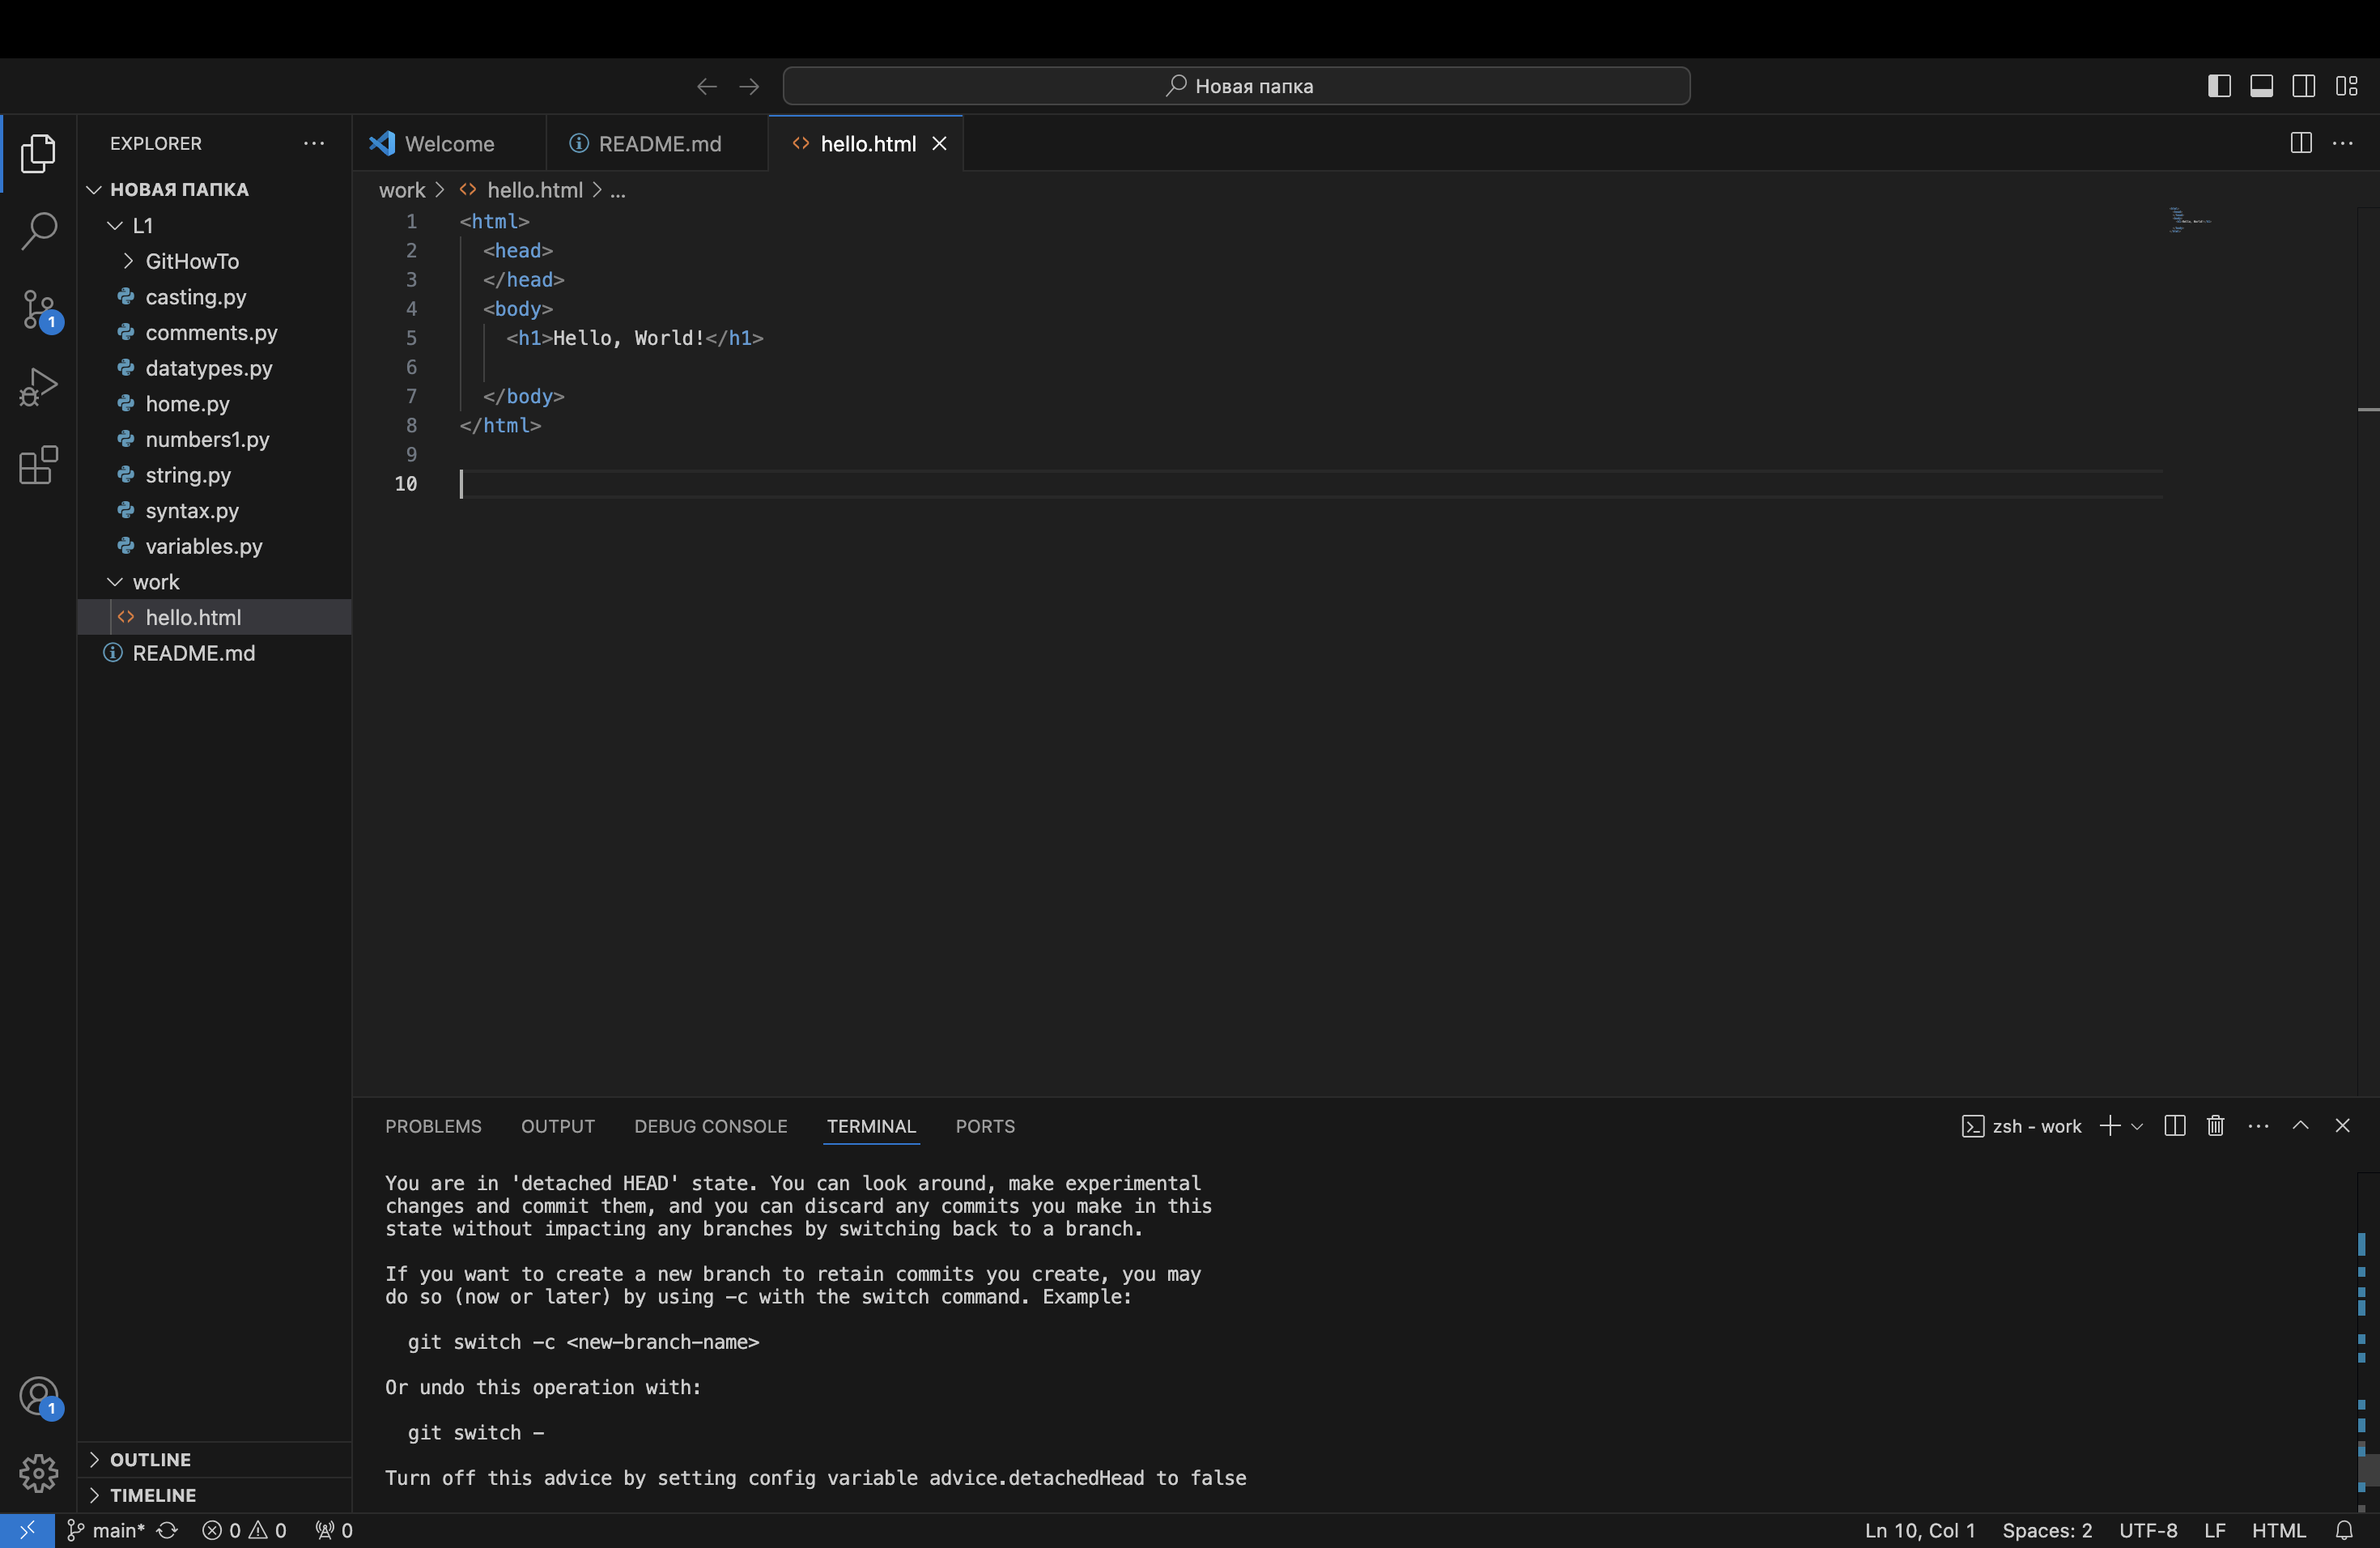 Новая папка
EXPLORER
Welcome
README.md
hello.html
НОВАЯ ПАПКА
L1
GitHowTo
casting.py
comments.py
datatypes.py
home.py
numbers1.py
string.py
syntax.py
variables.py
work
hello.html
README.md
OUTLINE
TIMELINE
1
1
work > hello.html > ...
1 <html>
2 <head>
3 </head>
4 <body>
5 <h1>Hello, World!</h1>
6
7 </body>
8 </html>
9
10
PROBLEMS OUTPUT DEBUG CONSOLE TERMINAL PORTS
zsh - work
You are in 'detached HEAD' state. You can look around, make experimental
changes and commit them, and you can discard any commits you make in this
state without impacting any branches by switching back to a branch.
If you want to create a new branch to retain commits you create, you may
do so (now or later) by using -c with the switch command. Example:
git switch -c <new-branch-name>
Or undo this operation with:
git switch -
Turn off this advice by setting config variable advice.detachedHead to false
main* 0 0 0
Ln 10, Col 1 Spaces: 2 UTF-8 LF HTML